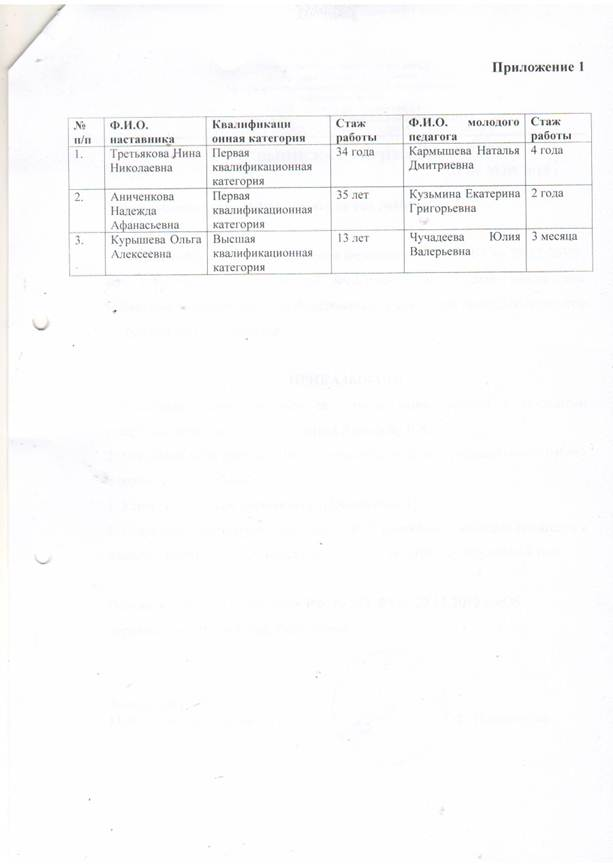 Приложение 1
№ Ф.И.О. Квалификаци Стаж Ф.И.О. молодого Стаж
п/п наставника онная категория работы педагога работы
1. Третьякова Нина Первая 34 года Кармышева Наталья 4 года
Николаевна квалификационная Дмитриевна
категория
2. Аниченкова Первая 35 лет Кузьмина Екатерина 2 года
Надежда квалификационная Григорьевна
Афанасьевна категория
3. Курышева Ольга Высшая 13 лет Чучадеева Юлия 3 месяца
Алексеевна квалификационная Валерьевна
категория